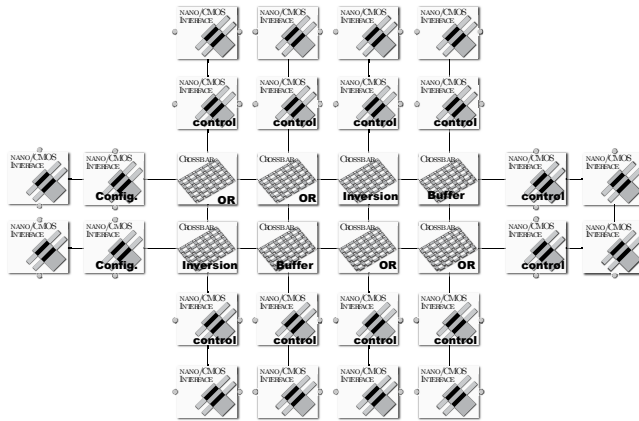 NANO/CMOS INTERFACE NANO/CMOS INTERFACE NANO/CMOS INTERFACE NANO/CMOS INTERFACE
NANO/CMOS INTERFACE control NANO/CMOS INTERFACE control NANO/CMOS INTERFACE control NANO/CMOS INTERFACE control
NANO/CMOS INTERFACE NANO/CMOS INTERFACE Config. CROSSBAR OR CROSSBAR OR CROSSBAR Inversion CROSSBAR Buffer NANO/CMOS INTERFACE control NANO/CMOS INTERFACE
NANO/CMOS INTERFACE NANO/CMOS INTERFACE Config. CROSSBAR Inversion CROSSBAR Buffer CROSSBAR OR CROSSBAR OR NANO/CMOS INTERFACE control NANO/CMOS INTERFACE
NANO/CMOS INTERFACE control NANO/CMOS INTERFACE control NANO/CMOS INTERFACE control NANO/CMOS INTERFACE control
NANO/CMOS INTERFACE NANO/CMOS INTERFACE NANO/CMOS INTERFACE NANO/CMOS INTERFACE